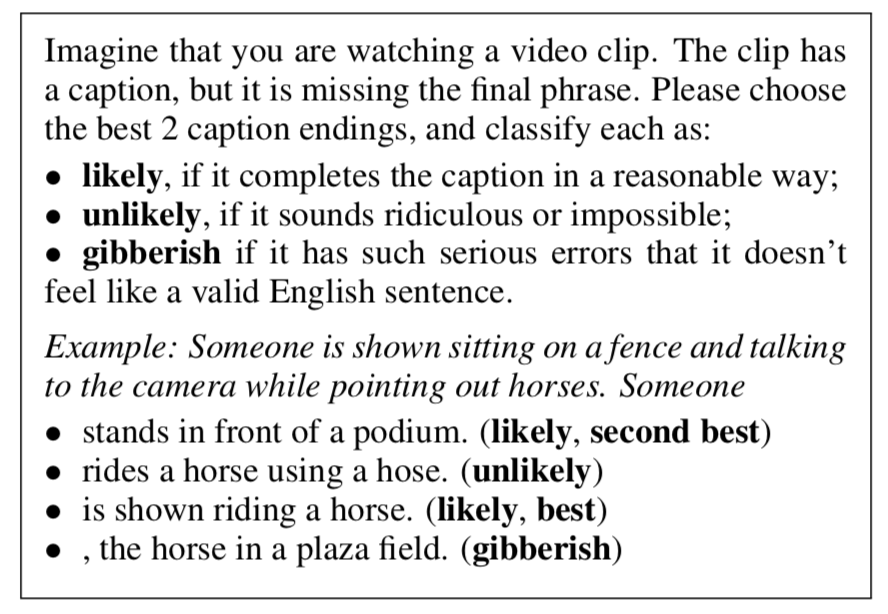 Imagine that you are watching a video clip. The clip has
a caption, but it is missing the final phrase. Please choose
the best 2 caption endings, and classify each as:
• likely, if it completes the caption in a reasonable way;
• unlikely, if it sounds ridiculous or impossible;
• gibberish if it has such serious errors that it doesn't
feel like a valid English sentence.
Example: Someone is shown sitting on a fence and talking
to the camera while pointing out horses. Someone
• stands in front of a podium. (likely, second best)
• rides a horse using a hose. (unlikely)
• is shown riding a horse. (likely, best)
• , the horse in a plaza field. (gibberish)